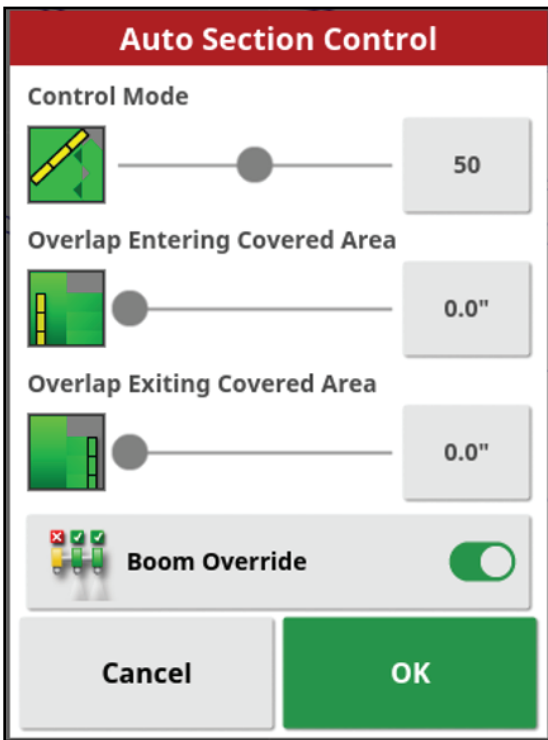 Auto Section Control
Control Mode
50
Overlap Entering Covered Area
0.0"
Overlap Exiting Covered Area
0.0"
Boom Override
Cancel
OK